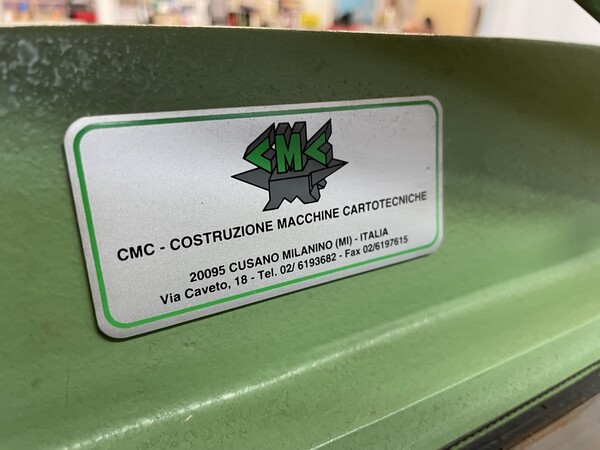 CMC
CMC - COSTRUZIONE MACCHINE CARTOTECNICHE
20095 CUSANO MILANINO (MI) - ITALIA
Via Caveto, 18 - Tel. 02/ 6193682 - Fax 02/6197615